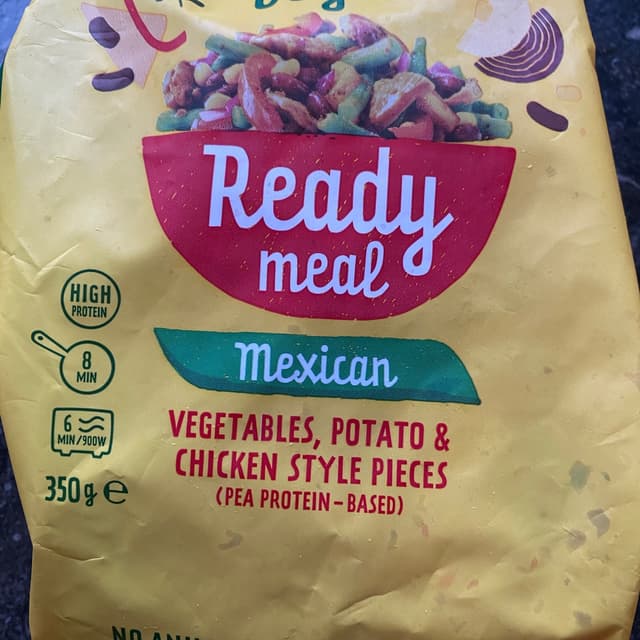 Ready
meal
Mexican
HIGH
PROTEIN
8
MIN
6
MIN/900W
350g e
VEGETABLES, POTATO &
CHICKEN STYLE PIECES
(PEA PROTEIN-BASED)
NO